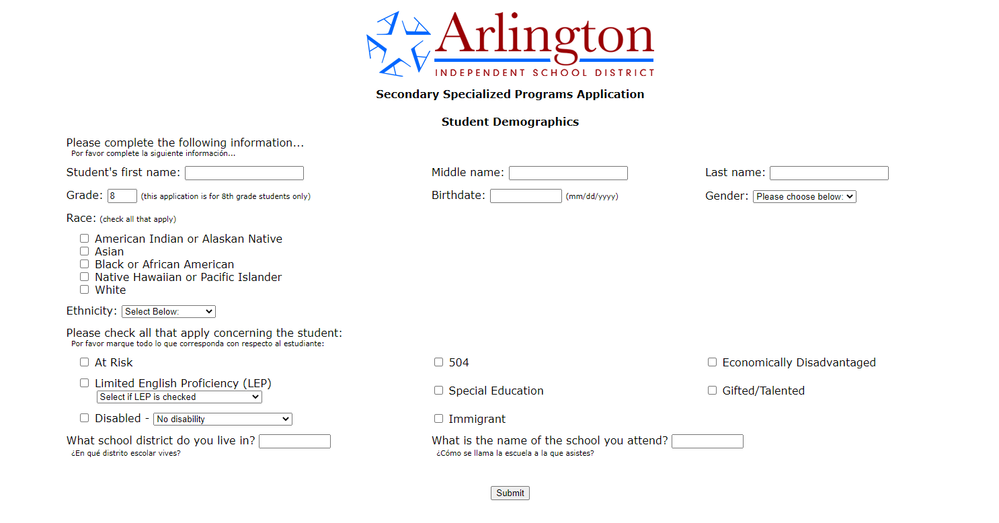 Arlington
INDEPENDENT SCHOOL DISTRICT
Secondary Specialized Programs Application
Student Demographics
Please complete the following information...
Por favor complete la siguiente información...
Student's first name: Middle name: Last name:
Grade: 8 (this application is for 8th grade students only) Birthdate: (mm/dd/yyyy) Gender: Please choose below:
Race: (check all that apply)
American Indian or Alaskan Native
Asian
Black or African American
Native Hawaiian or Pacific Islander
White
Ethnicity: Select Below:
Please check all that apply concerning the student:
Por favor marque todo lo que corresponda con respecto al estudiante:
At Risk 504 Economically Disadvantaged
Limited English Proficiency (LEP)
Select if LEP is checked Special Education Gifted/Talented
Disabled - No disability Immigrant
What school district do you live in? What is the name of the school you attend?
¿En qué distrito escolar vives? ¿Cómo se llama la escuela a la que asistes?
Submit